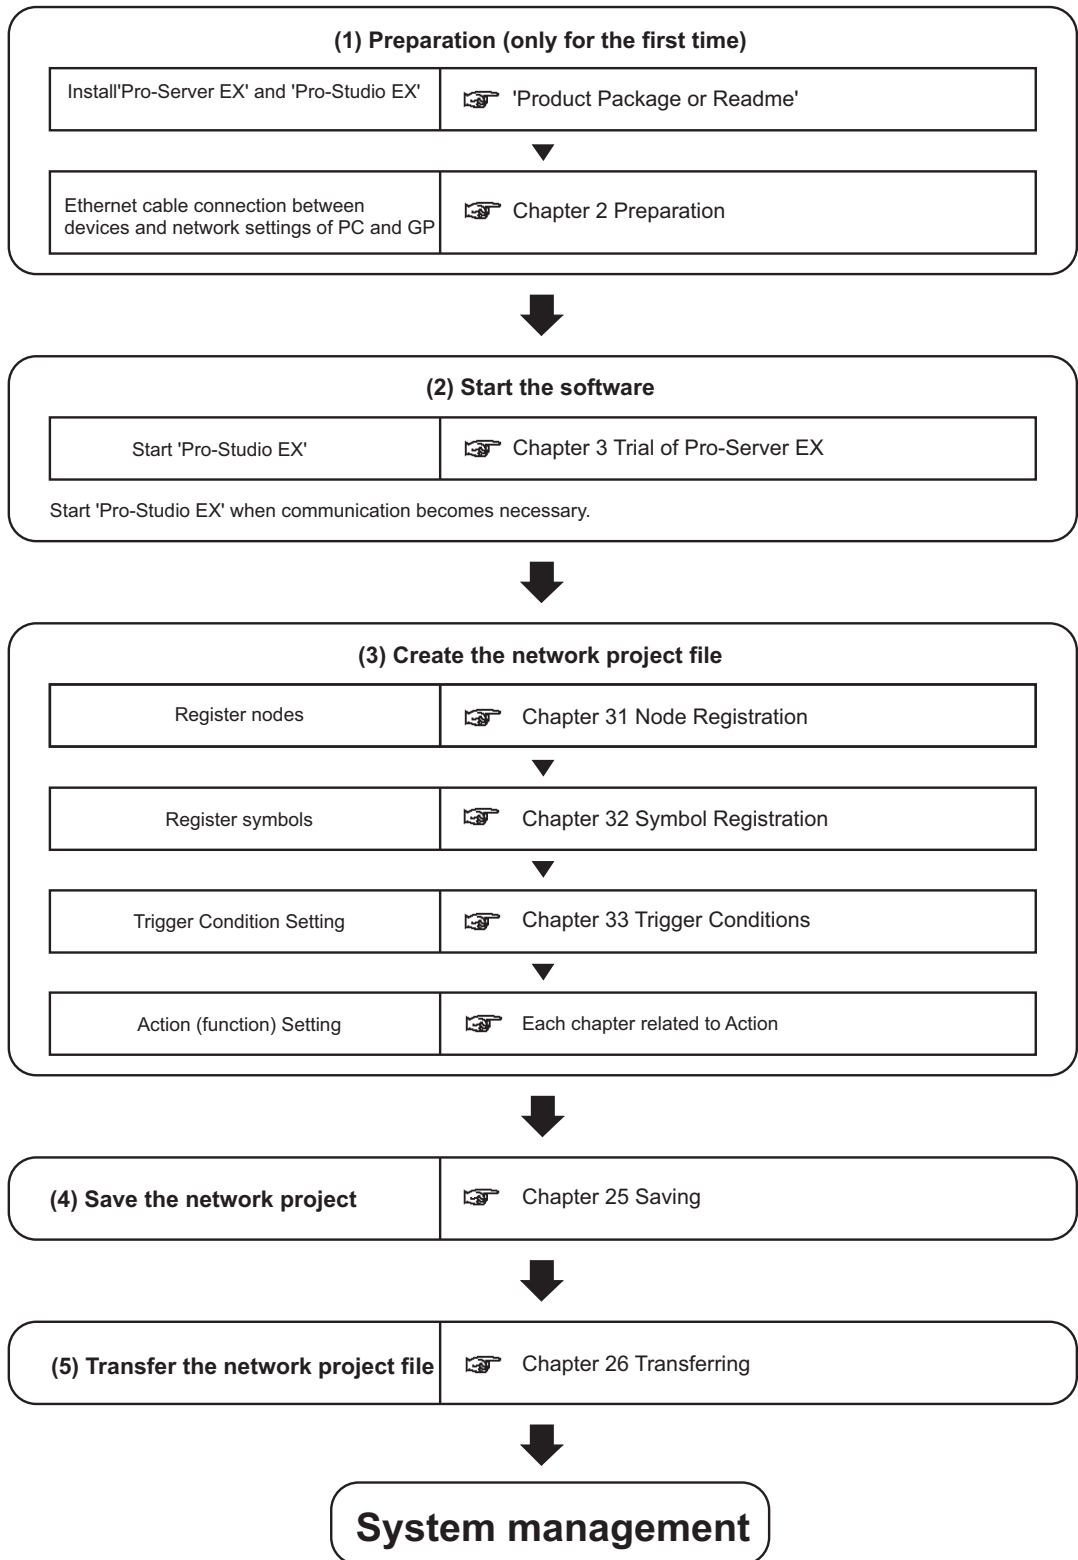 (1) Preparation (only for the first time)
Install'Pro-Server EX' and 'Pro-Studio EX'
'Product Package or Readme'
Ethernet cable connection between
devices and network settings of PC and GP
Chapter 2 Preparation
(2) Start the software
Start 'Pro-Studio EX'
Chapter 3 Trial of Pro-Server EX
Start 'Pro-Studio EX' when communication becomes necessary.
(3) Create the network project file
Register nodes
Chapter 31 Node Registration
Register symbols
Chapter 32 Symbol Registration
Trigger Condition Setting
Chapter 33 Trigger Conditions
Action (function) Setting
Each chapter related to Action
(4) Save the network project
Chapter 25 Saving
(5) Transfer the network project file
Chapter 26 Transferring
System management